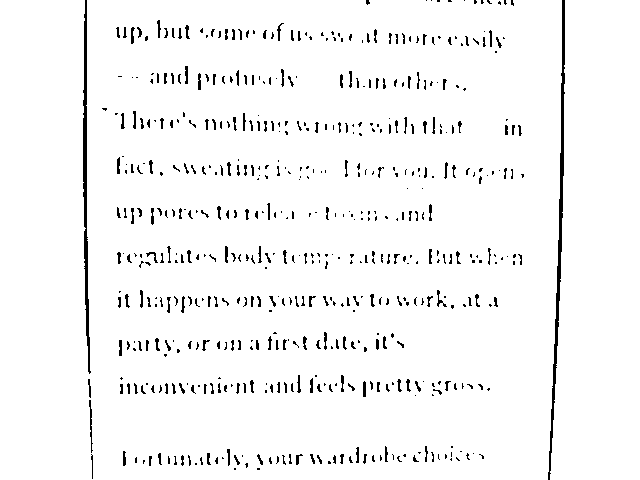 up, but some of us sweat more easily
-- and profusely -- than others.
There's nothing wrong with that -- in
fact, sweating is good for you. It opens
up pores to release toxins and
regulates body temperature. But when
it happens on your way to work, at a
party, or on a first date, it's
inconvenient and feels pretty gross.
Fortunately, your wardrobe choices